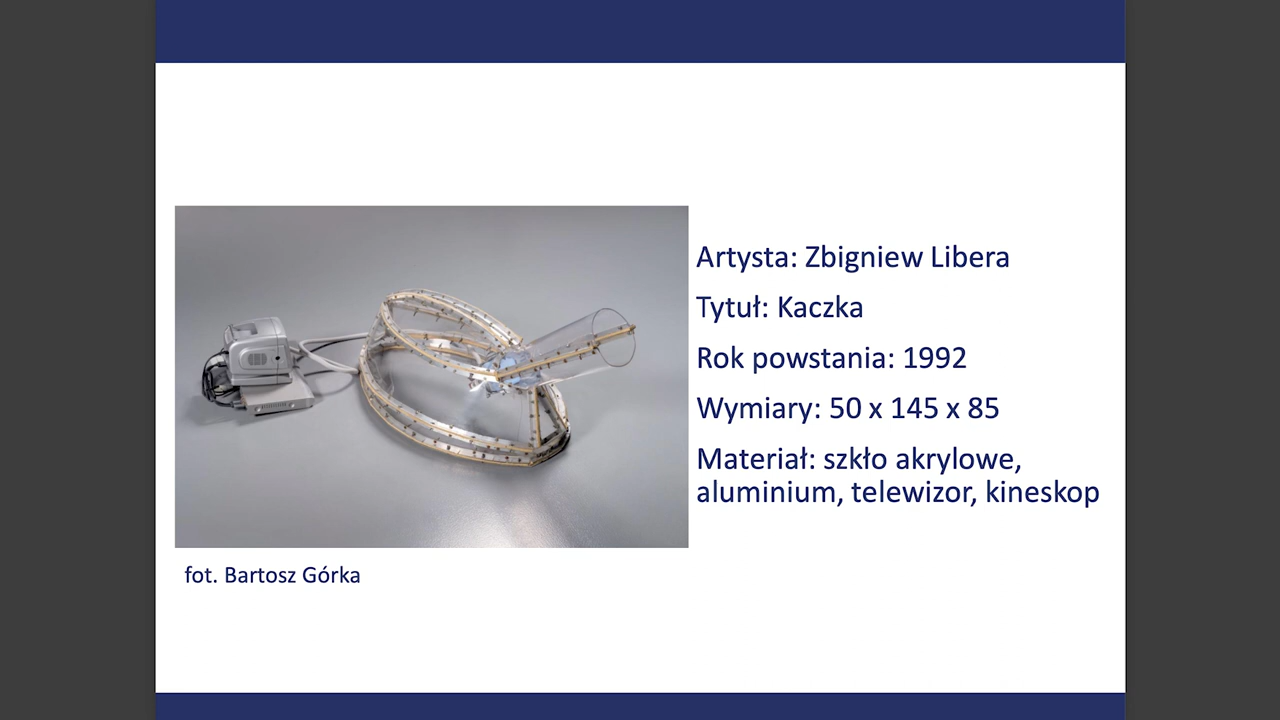 Artysta: Zbigniew Libera
Tytuł: Kaczka
Rok powstania: 1992
Wymiary: 50 x 145 x 85
Materiał: szkło akrylowe,
aluminium, telewizor, kineskop
fot. Bartosz Górka